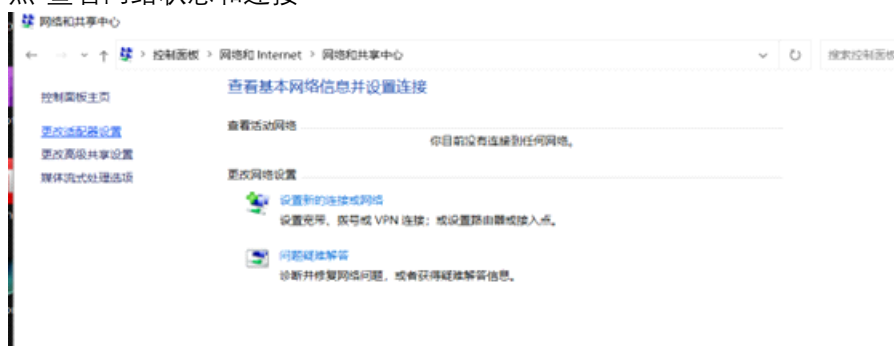 点 查看网络状态和连接
网络和共享中心
控制面板 > 网络和 Internet > 网络和共享中心
搜索控制面板
控制面板主页
查看基本网络信息并设置连接
更改适配器设置
查看活动网络
你目前没有连接到任何网络。
更改高级共享设置
媒体流式处理选项
更改网络设置
设置新的连接或网络
设置宽带、拨号或 VPN 连接；或设置路由器或接入点。
问题疑难解答
诊断并修复网络问题，或者获得疑难解答信息。